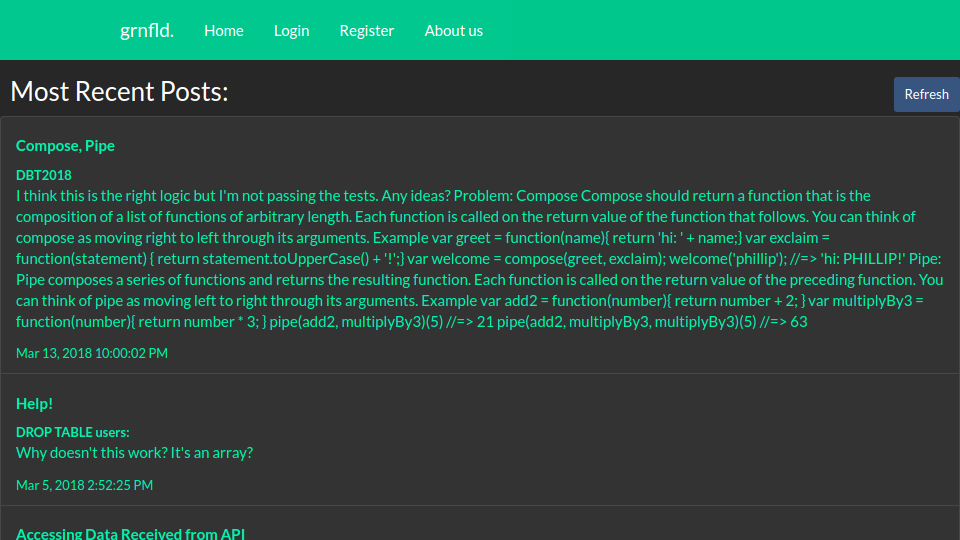 grnfld. Home Login Register About us
Most Recent Posts:
Refresh
Compose, Pipe
DBT2018
I think this is the right logic but I'm not passing the tests. Any ideas? Problem: Compose Compose should return a function that is the
composition of a list of functions of arbitrary length. Each function is called on the return value of the function that follows. You can think of
compose as moving right to left through its arguments. Example var greet = function(name){ return 'hi: ' + name;} var exclaim =
function(statement) { return statement.toUpperCase() + '!';} var welcome = compose(greet, exclaim); welcome('phillip'); //=> 'hi: PHILLIP!' Pipe:
Pipe composes a series of functions and returns the resulting function. Each function is called on the return value of the preceding function. You
can think of pipe as moving left to right through its arguments. Example var add2 = function(number){ return number + 2; } var multiplyBy3 =
function(number){ return number * 3; } pipe(add2, multiplyBy3)(5) //=> 21 pipe(add2, multiplyBy3, multiplyBy3)(5) //=> 63
Mar 13, 2018 10:00:02 PM
Help!
DROP TABLE users:
Why doesn't this work? It's an array?
Mar 5, 2018 2:52:25 PM
Accessing Data Received from API